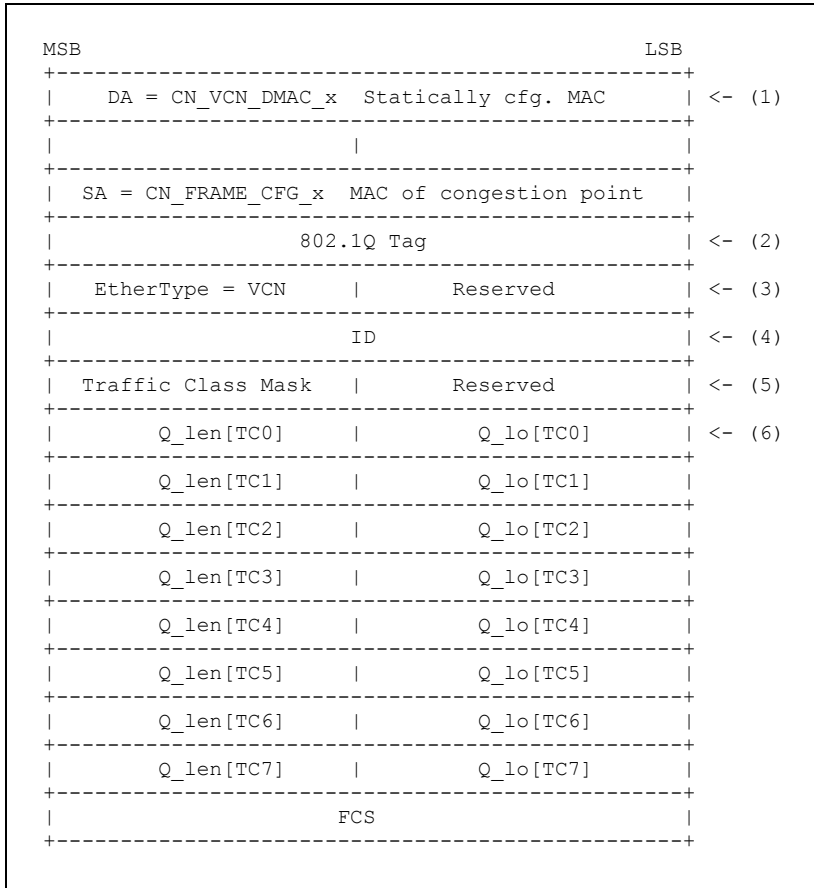 MSB LSB
+-------------------------------------------------+
| DA = CN_VCN_DMAC_x Statically cfg. MAC | <- (1)
+-------------------------------------------------+
| | |
+-------------------------------------------------+
| SA = CN_FRAME_CFG_x MAC of congestion point |
+-------------------------------------------------+
| 802.1Q Tag | <- (2)
+-------------------------------------------------+
| EtherType = VCN | Reserved | <- (3)
+-------------------------------------------------+
| ID | <- (4)
+-------------------------------------------------+
| Traffic Class Mask | Reserved | <- (5)
+-------------------------------------------------+
| Q_len[TC0] | Q_lo[TC0] | <- (6)
+-------------------------------------------------+
| Q_len[TC1] | Q_lo[TC1] |
+-------------------------------------------------+
| Q_len[TC2] | Q_lo[TC2] |
+-------------------------------------------------+
| Q_len[TC3] | Q_lo[TC3] |
+-------------------------------------------------+
| Q_len[TC4] | Q_lo[TC4] |
+-------------------------------------------------+
| Q_len[TC5] | Q_lo[TC5] |
+-------------------------------------------------+
| Q_len[TC6] | Q_lo[TC6] |
+-------------------------------------------------+
| Q_len[TC7] | Q_lo[TC7] |
+-------------------------------------------------+
| FCS |
+-------------------------------------------------+